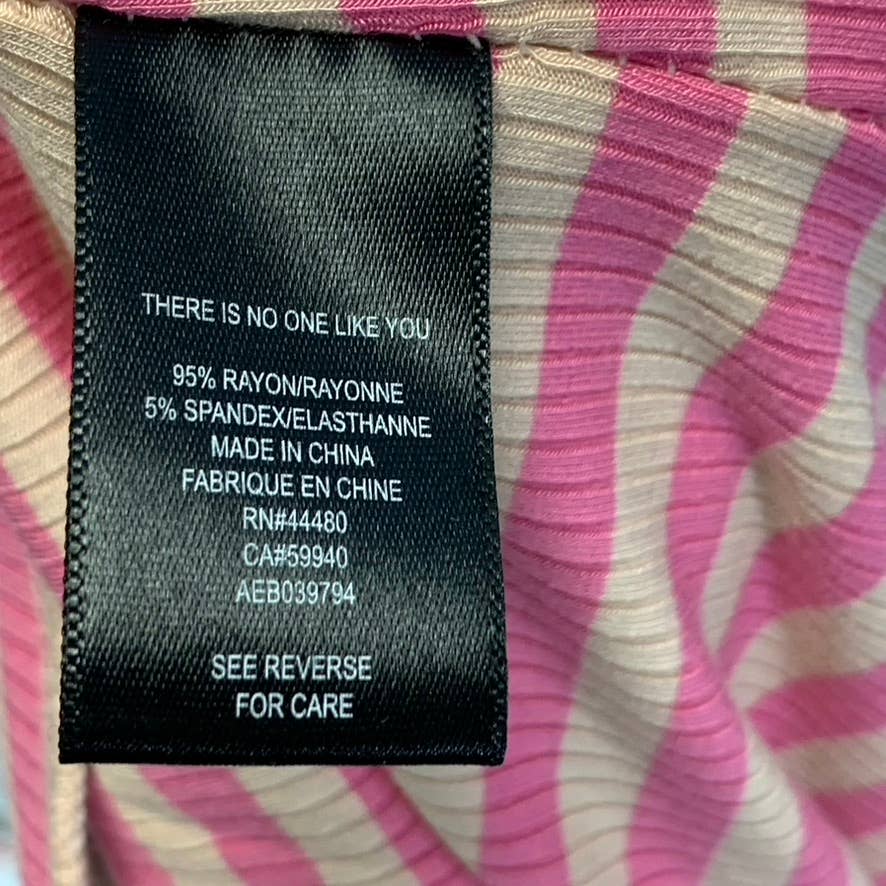 THERE IS NO ONE LIKE YOU
95% RAYON/RAYONNE
5% SPANDEX/ELASTHANNE
MADE IN CHINA
FABRIQUE EN CHINE
RN#44480
CA#59940
AEB039794
SEE REVERSE
FOR CARE